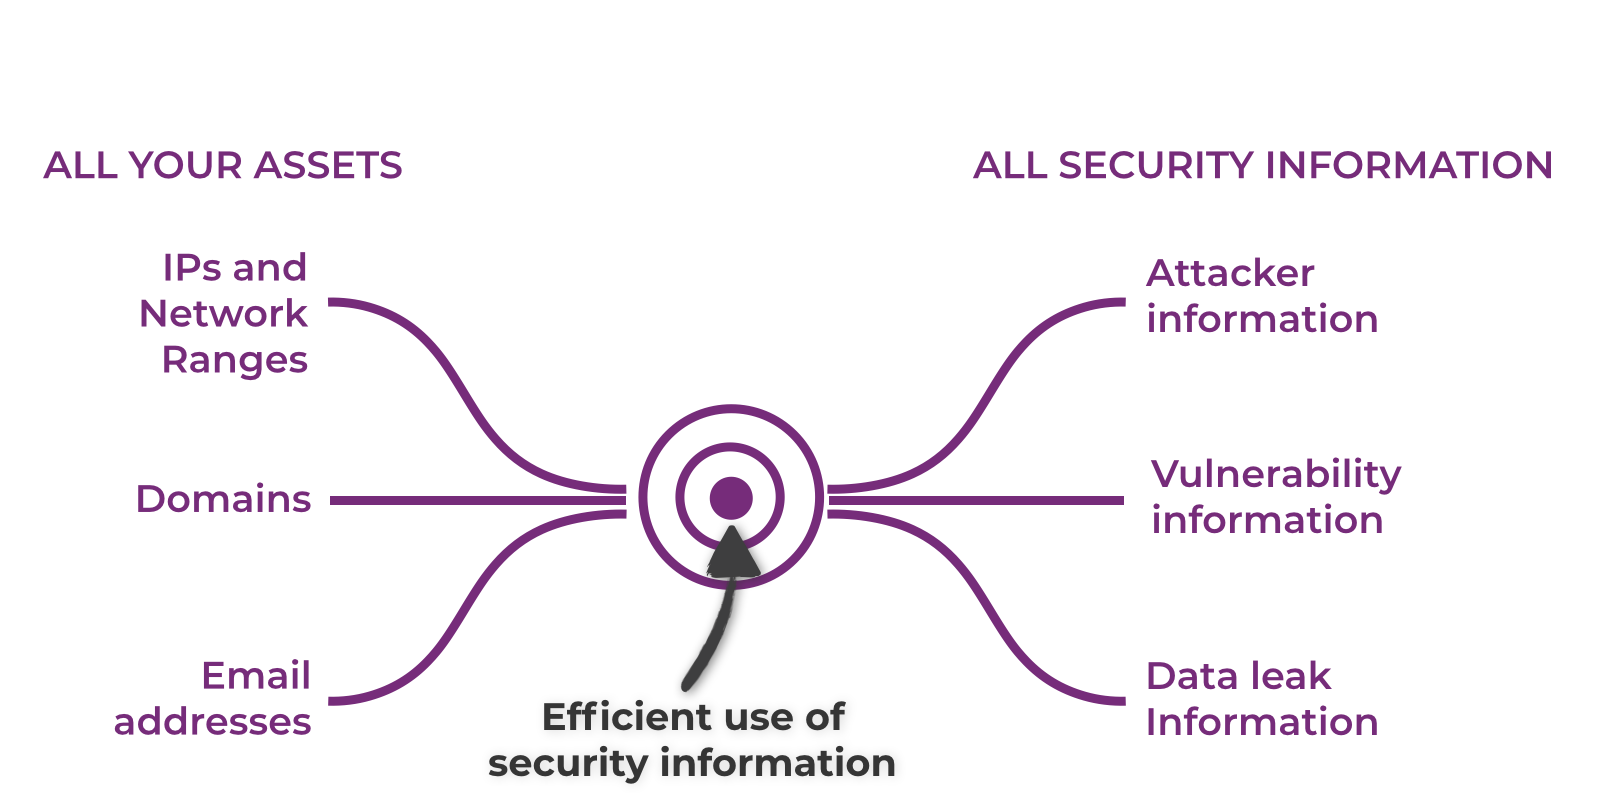 ALL YOUR ASSETS
ALL SECURITY INFORMATION
IPs and
Network
Ranges
Domains
Email
addresses
Attacker
information
Vulnerability
information
Data leak
Information
Efficient use of
security information